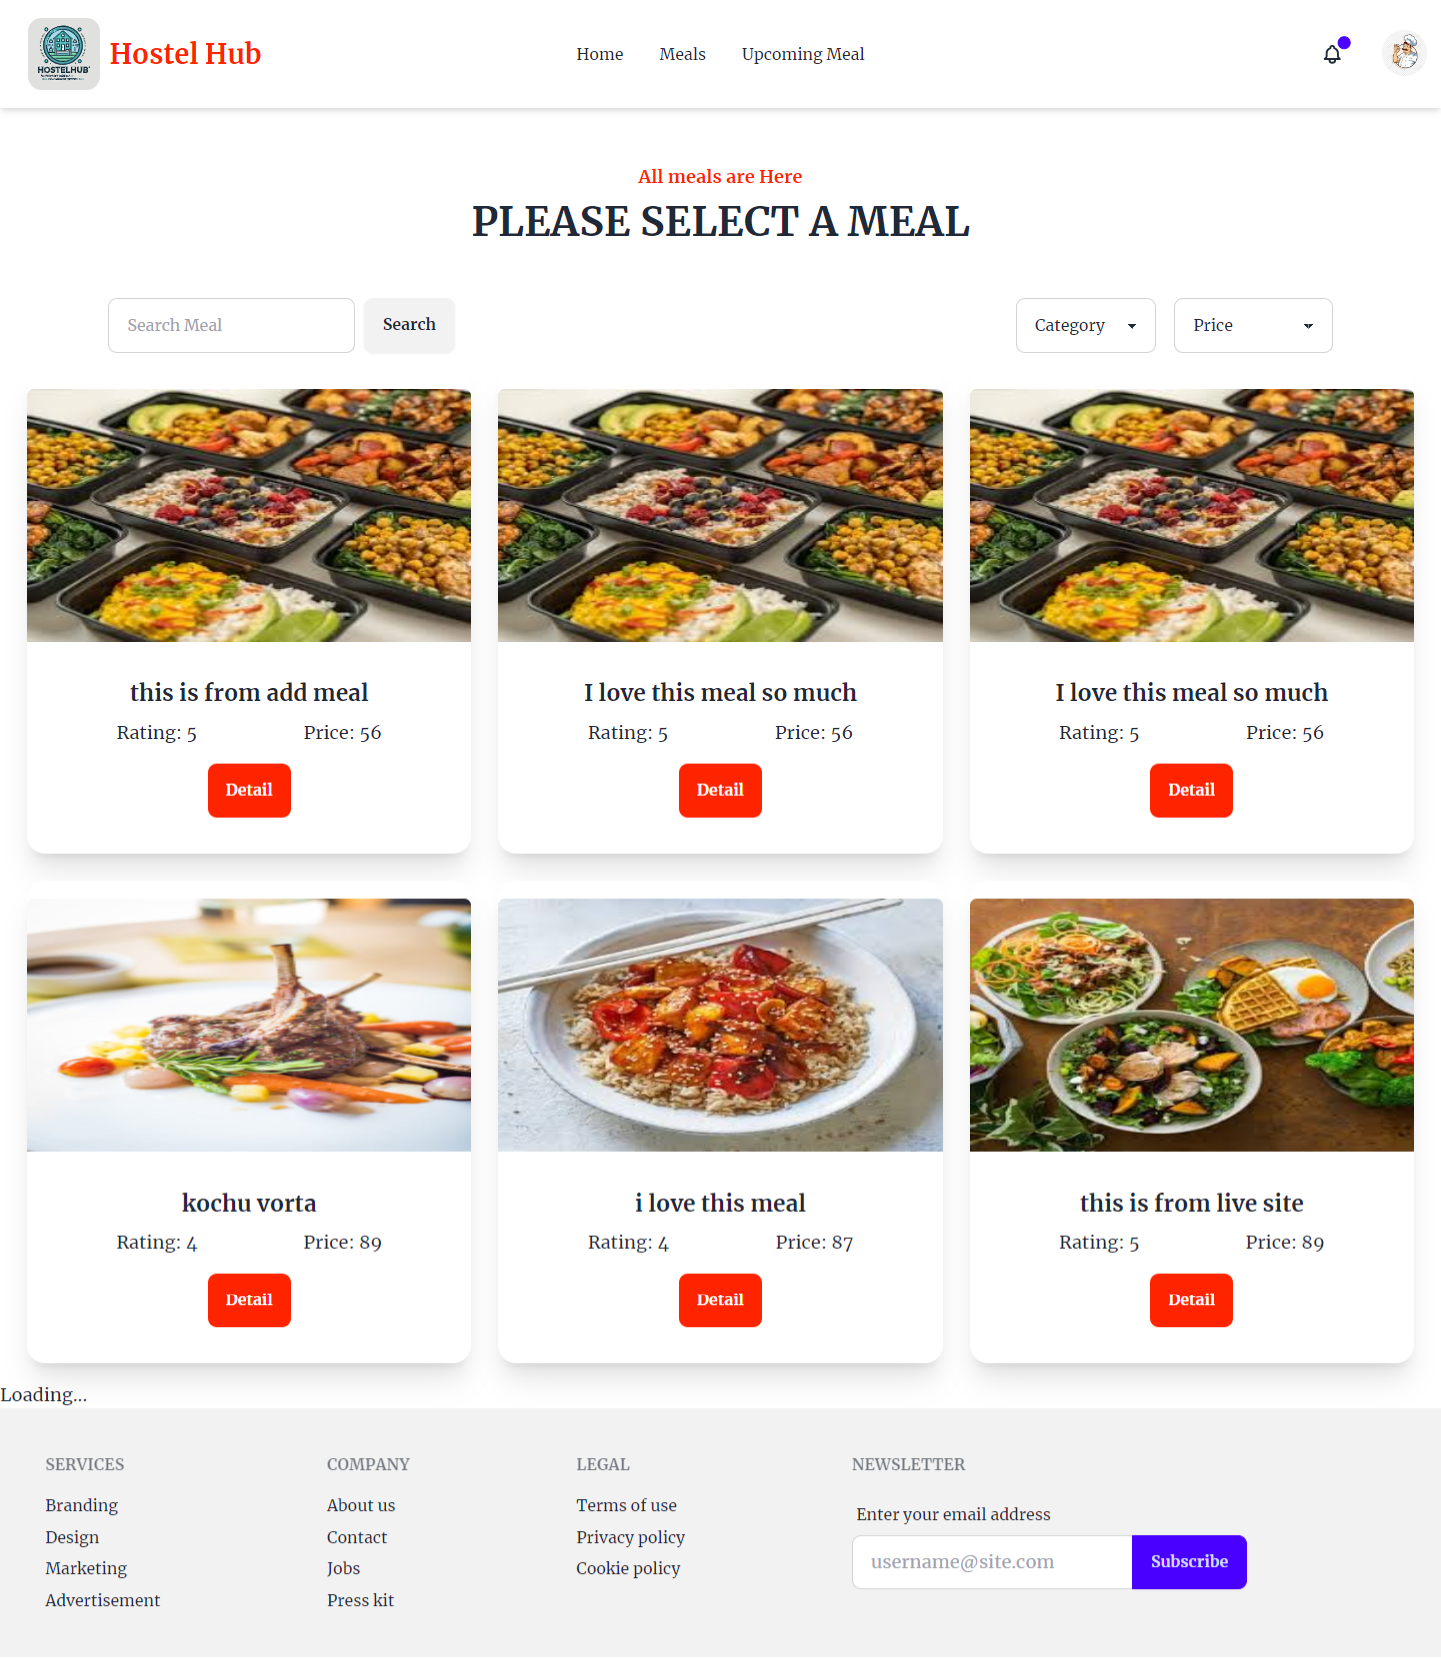 HOSTELHUB
Hostel Hub
Home
Meals
Upcoming Meal
All meals are Here
PLEASE SELECT A MEAL
Search Meal
Search
Category
Price
this is from add meal
Rating: 5
Price: 56
Detail
I love this meal so much
Rating: 5
Price: 56
Detail
I love this meal so much
Rating: 5
Price: 56
Detail
kochu vorta
Rating: 4
Price: 89
Detail
i love this meal
Rating: 4
Price: 87
Detail
this is from live site
Rating: 5
Price: 89
Detail
Loading...
SERVICES
Branding
Design
Marketing
Advertisement
COMPANY
About us
Contact
Jobs
Press kit
LEGAL
Terms of use
Privacy policy
Cookie policy
NEWSLETTER
Enter your email address
username@site.com
Subscribe